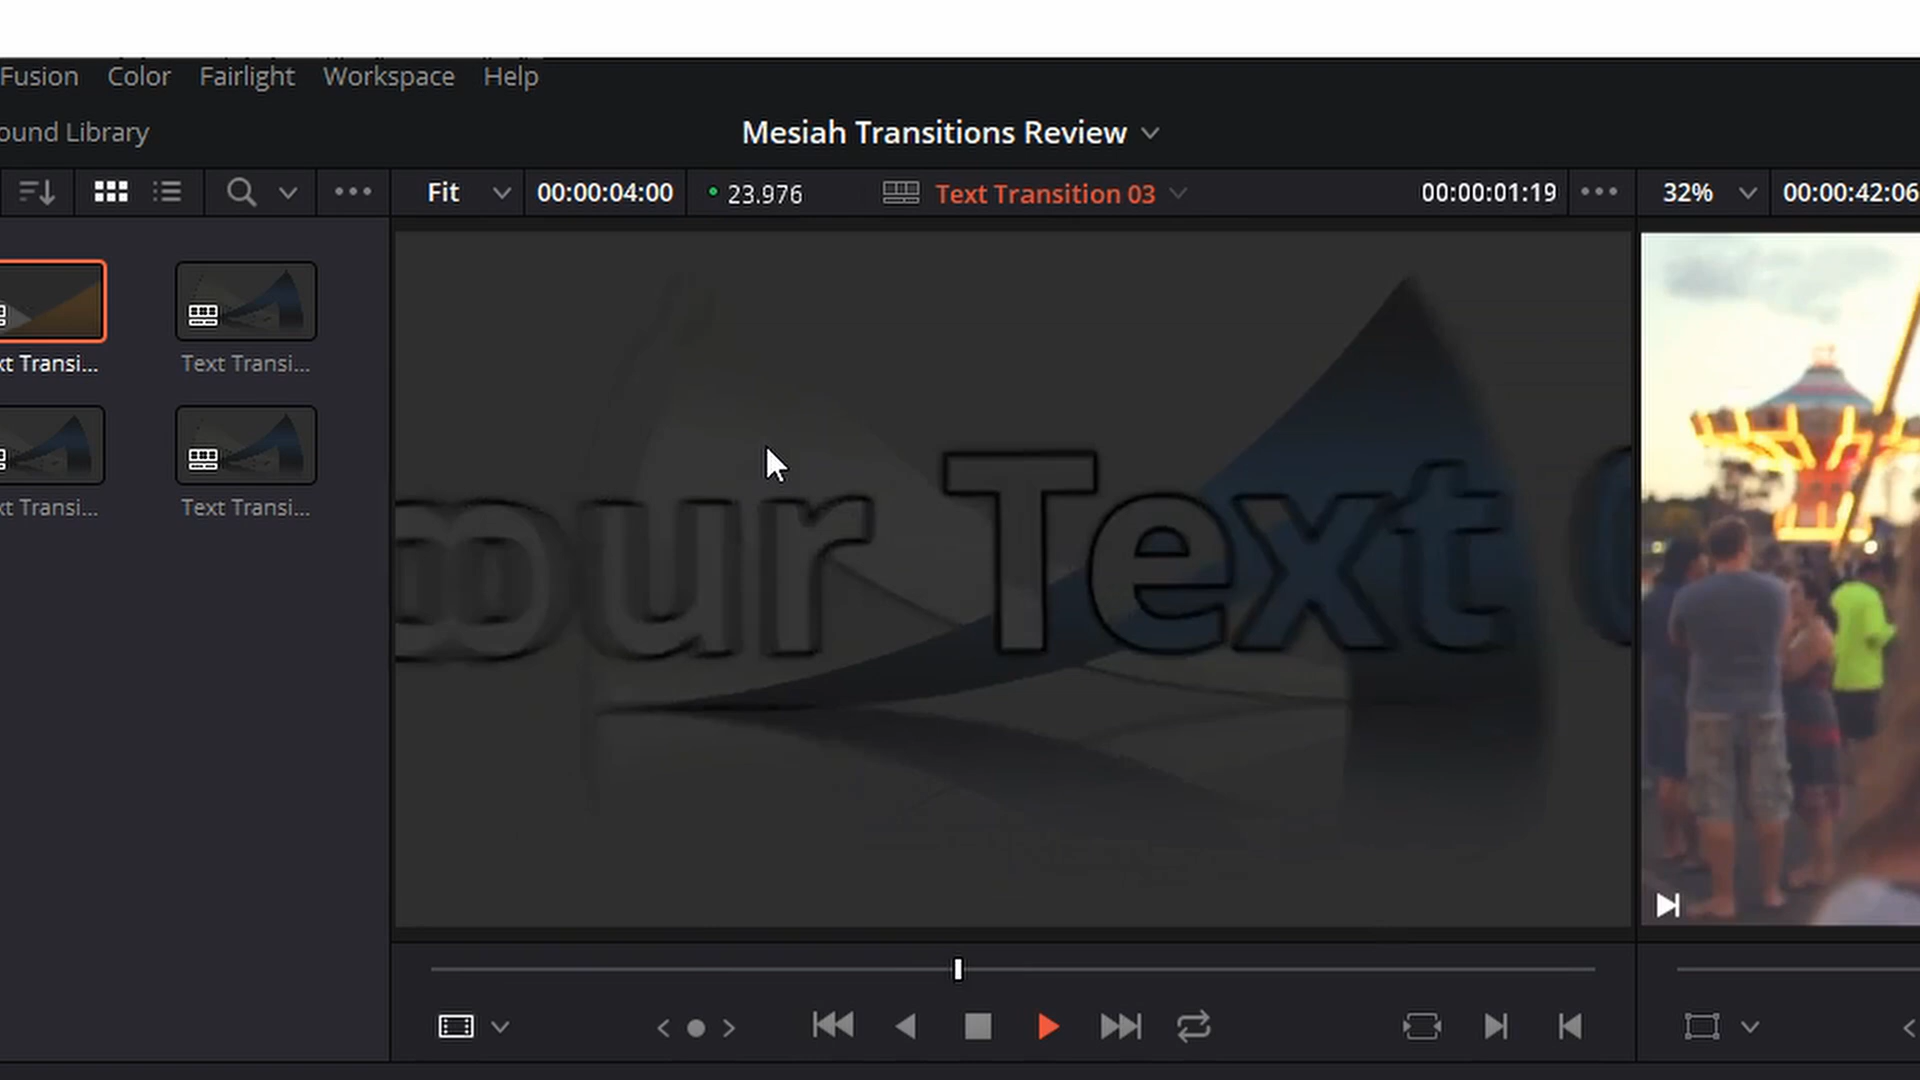 Fusion Color Fairlight Workspace Help
ound Library
Mesiah Transitions Review
Fit 00:00:04:00 23.976 Text Transition 03 00:00:01:19 32% 00:00:42:06
xt Transi... Text Transi...
xt Transi... Text Transi...
our Text